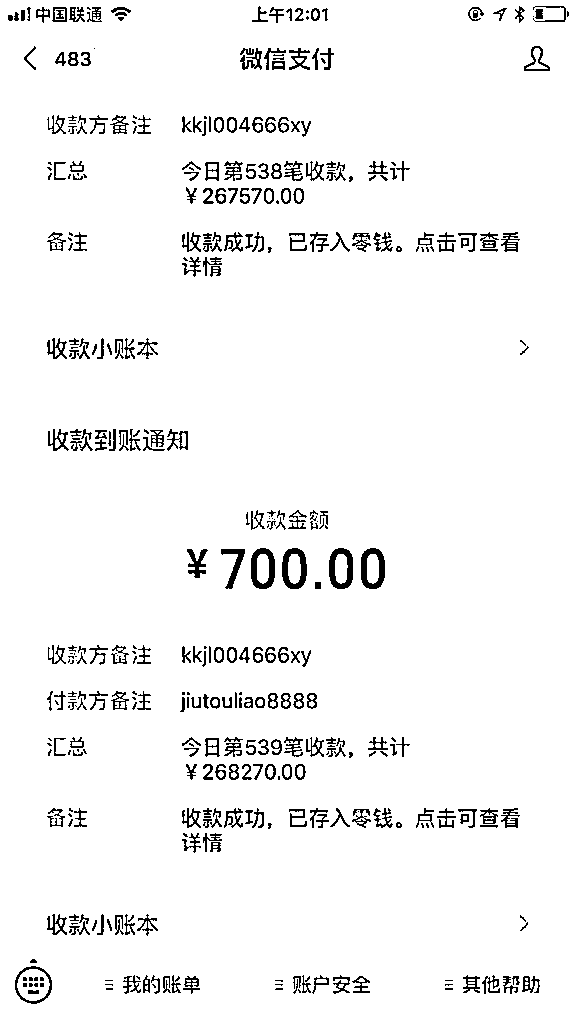 中国联通 上午12:01
483 微信支付
收款方备注 kkjl004666xy
汇总 今日第538笔收款，共计
￥267570.00
备注 收款成功，已存入零钱。点击可查看
详情
收款小账本
收款到账通知
收款金额
￥700.00
收款方备注 kkjl004666xy
付款方备注 jiutouliao8888
汇总 今日第539笔收款，共计
￥268270.00
备注 收款成功，已存入零钱。点击可查看
详情
收款小账本
我的账单 账户安全 其他帮助